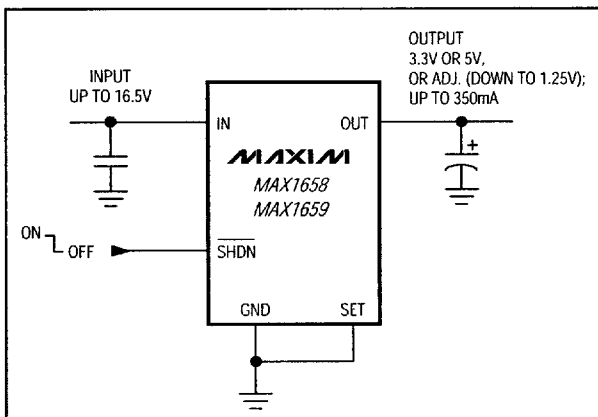 OUTPUT
3.3V OR 5V,
OR ADJ. (DOWN TO 1.25V);
UP TO 350mA
INPUT
UP TO 16.5V
IN
OUT
+
MAXIM
MAX1658
MAX1659
ON
OFF
SHDN
GND
SET